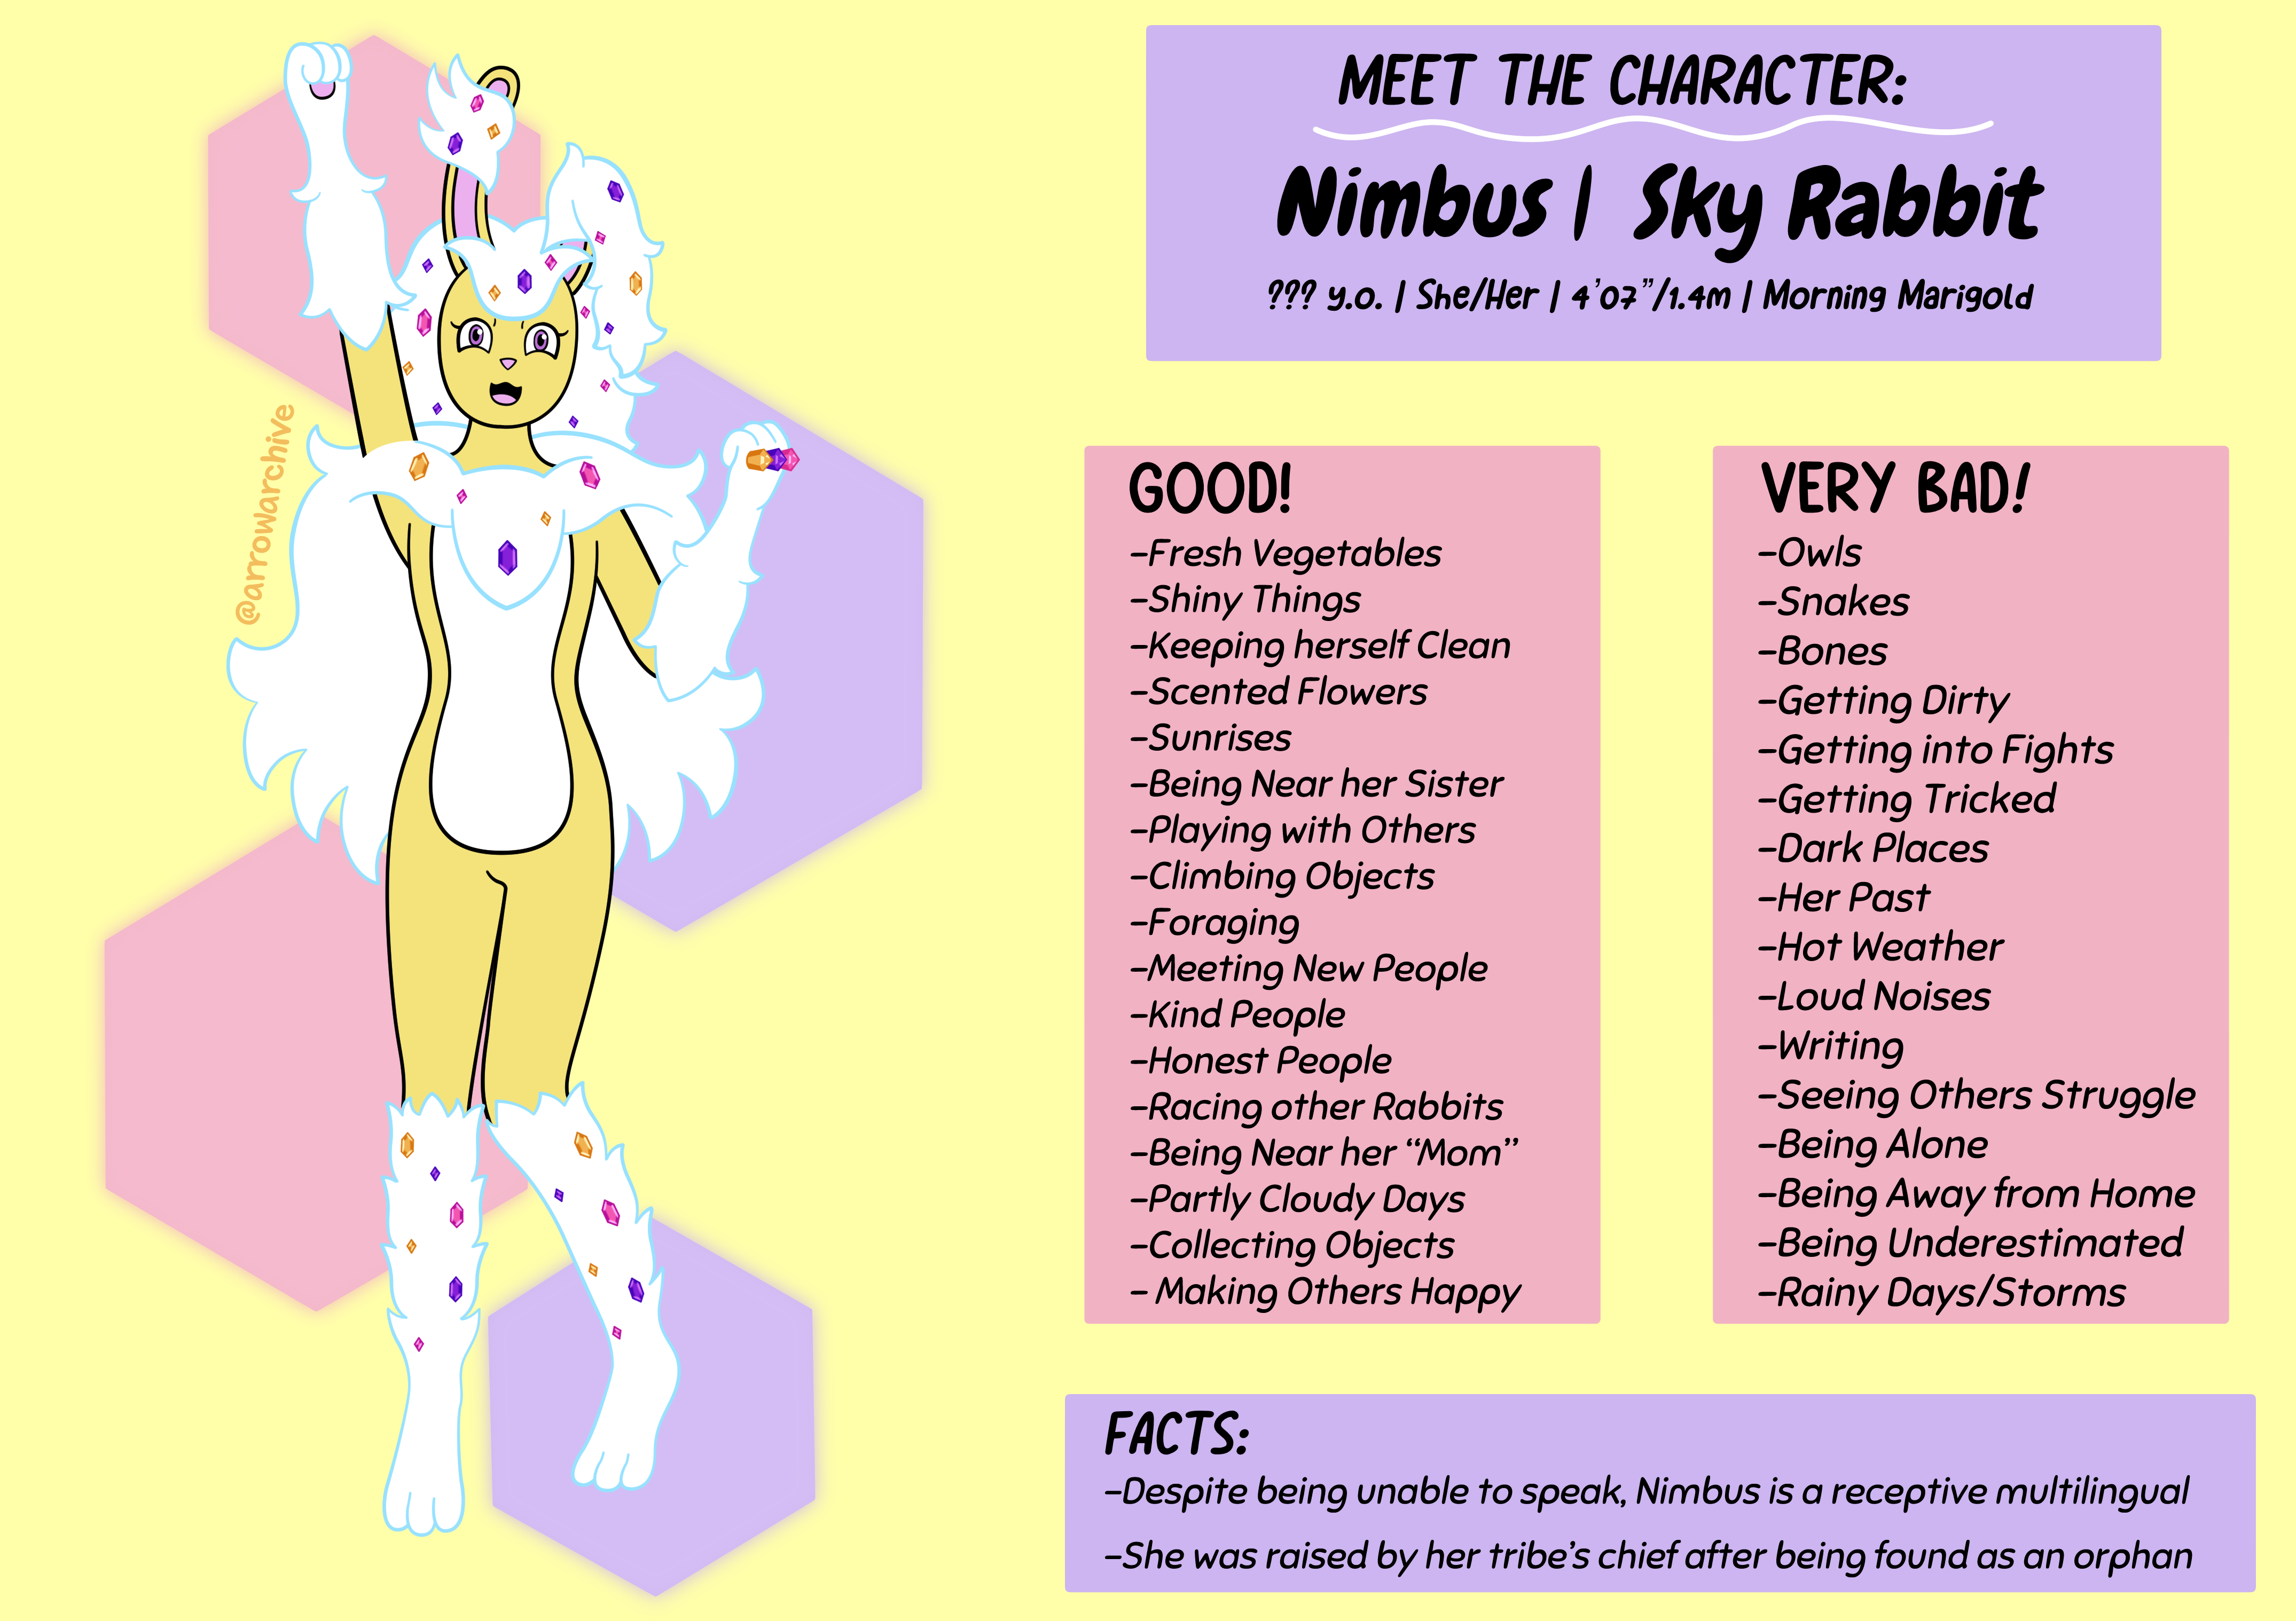 MEET THE CHARACTER:
Nimbus | Sky Rabbit
??? y.o. | She/Her | 4'07"/1.4m | Morning Marigold
@arrowarchive
GOOD!
-Fresh Vegetables
-Shiny Things
-Keeping herself Clean
-Scented Flowers
-Sunrises
-Being Near her Sister
-Playing with Others
-Climbing Objects
-Foraging
-Meeting New People
-Kind People
-Honest People
-Racing other Rabbits
-Being Near her “Mom”
-Partly Cloudy Days
-Collecting Objects
- Making Others Happy
VERY BAD!
-Owls
-Snakes
-Bones
-Getting Dirty
-Getting into Fights
-Getting Tricked
-Dark Places
-Her Past
-Hot Weather
-Loud Noises
-Writing
-Seeing Others Struggle
-Being Alone
-Being Away from Home
-Being Underestimated
-Rainy Days/Storms
FACTS:
-Despite being unable to speak, Nimbus is a receptive multilingual
-She was raised by her tribe's chief after being found as an orphan